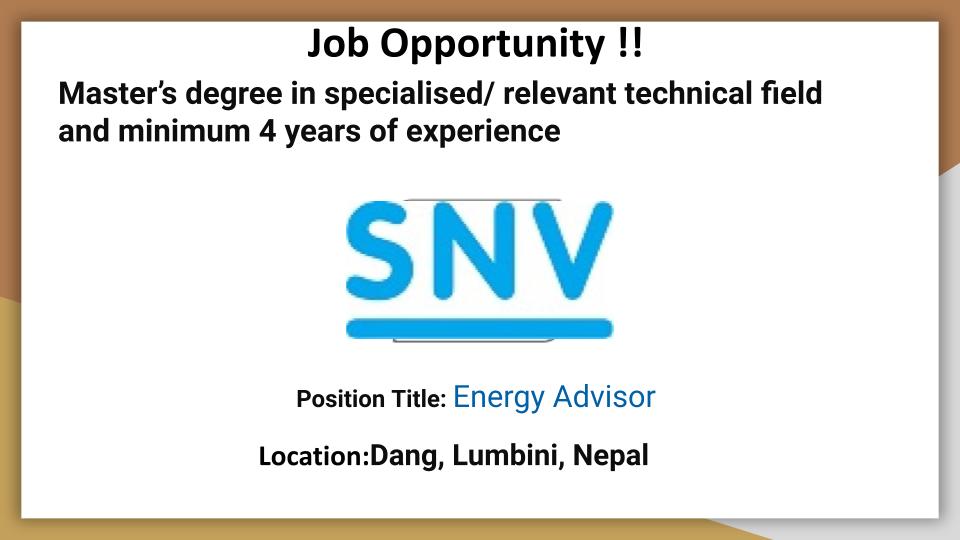 Job Opportunity !!
Master’s degree in specialised/ relevant technical field
and minimum 4 years of experience
SNV
Position Title: Energy Advisor
Location:Dang, Lumbini, Nepal